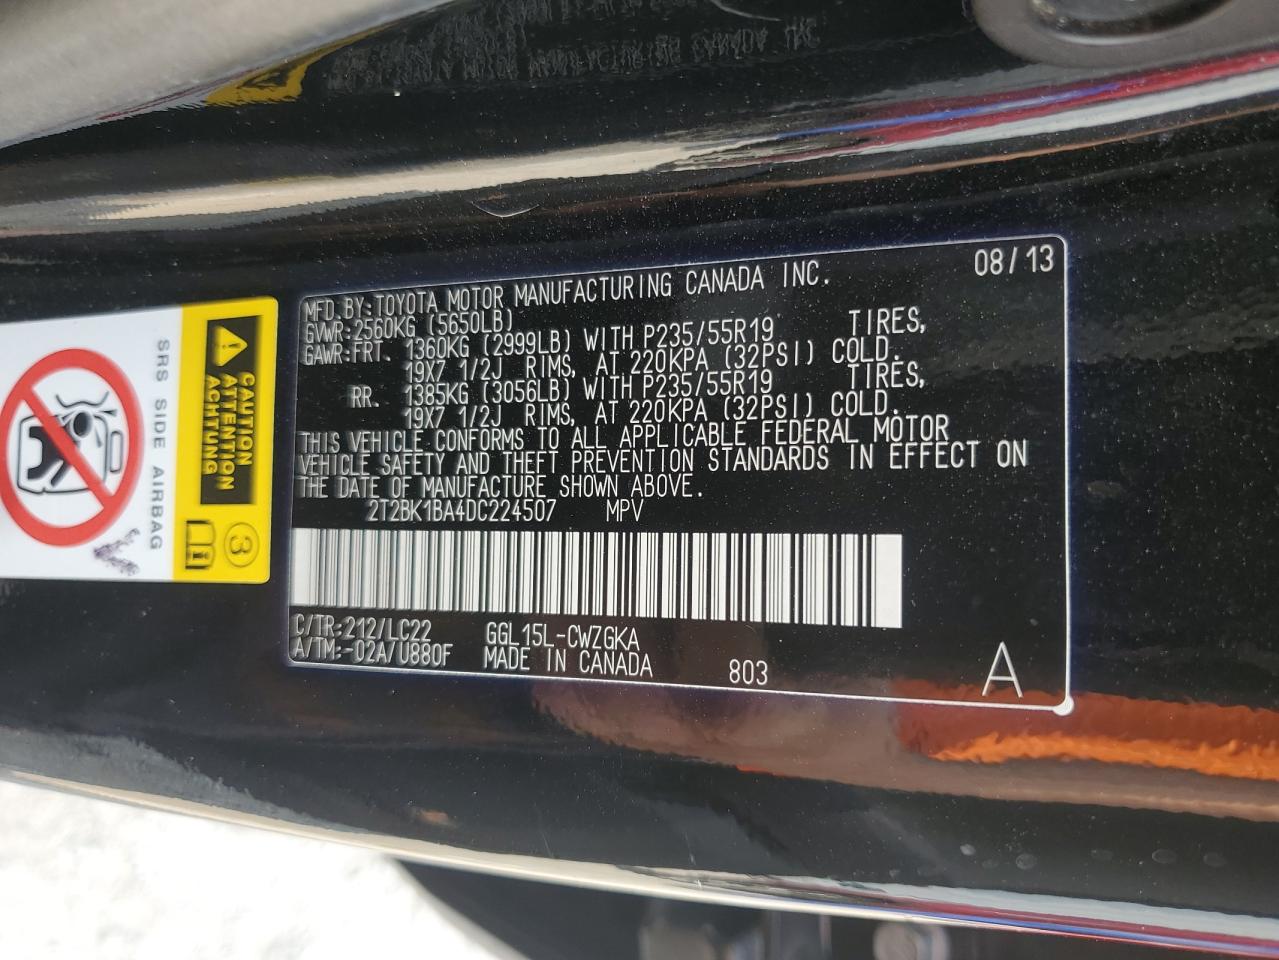 08/13
MFD.BY:TOYOTA MOTOR MANUFACTURING CANADA INC.
GVWR:2560KG (5650LB)
GAWR:FRT. 1360KG (2999LB) WITH P235/55R19 TIRES,
19X7 1/2J RIMS, AT 220KPA (32PSI) COLD.
RR. 1385KG (3056LB) WITH P235/55R19 TIRES,
19X7 1/2J RIMS, AT 220KPA (32PSI) COLD.
THIS VEHICLE CONFORMS TO ALL APPLICABLE FEDERAL MOTOR
VEHICLE SAFETY AND THEFT PREVENTION STANDARDS IN EFFECT ON
THE DATE OF MANUFACTURE SHOWN ABOVE.
2T2BK1BA4DC224507 MPV
C/TR:212/LC22 GGL15L-CWZGKA
A/TM:-02A/U880F MADE IN CANADA 803 A
CAUTION
ATTENTION
ACHTUNG
SRS SIDE AIRBAG
3